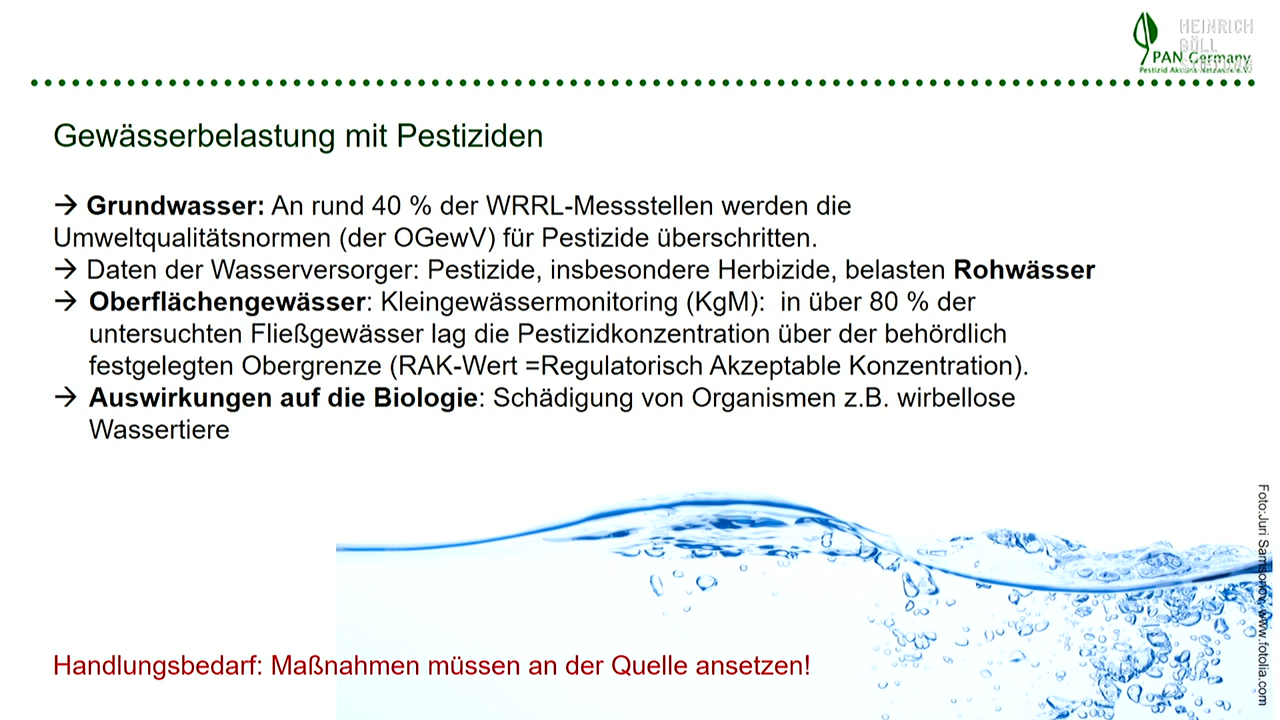 HEINRICH
BÖLL
STIFTUNG
PAN Germany
Pestizid Aktions-Netzwerk e.V.
Gewässerbelastung mit Pestiziden
→ Grundwasser: An rund 40 % der WRRL-Messstellen werden die
Umweltqualitätsnormen (der OGewV) für Pestizide überschritten.
→ Daten der Wasserversorger: Pestizide, insbesondere Herbizide, belasten Rohwässer
→ Oberflächengewässer: Kleingewässermonitoring (KgM): in über 80 % der
untersuchten Fließgewässer lag die Pestizidkonzentration über der behördlich
festgelegten Obergrenze (RAK-Wert =Regulatorisch Akzeptable Konzentration).
→ Auswirkungen auf die Biologie: Schädigung von Organismen z.B. wirbellose
Wassertiere
Handlungsbedarf: Maßnahmen müssen an der Quelle ansetzen!
Foto:Juri Samsonov, www.fotolia.com